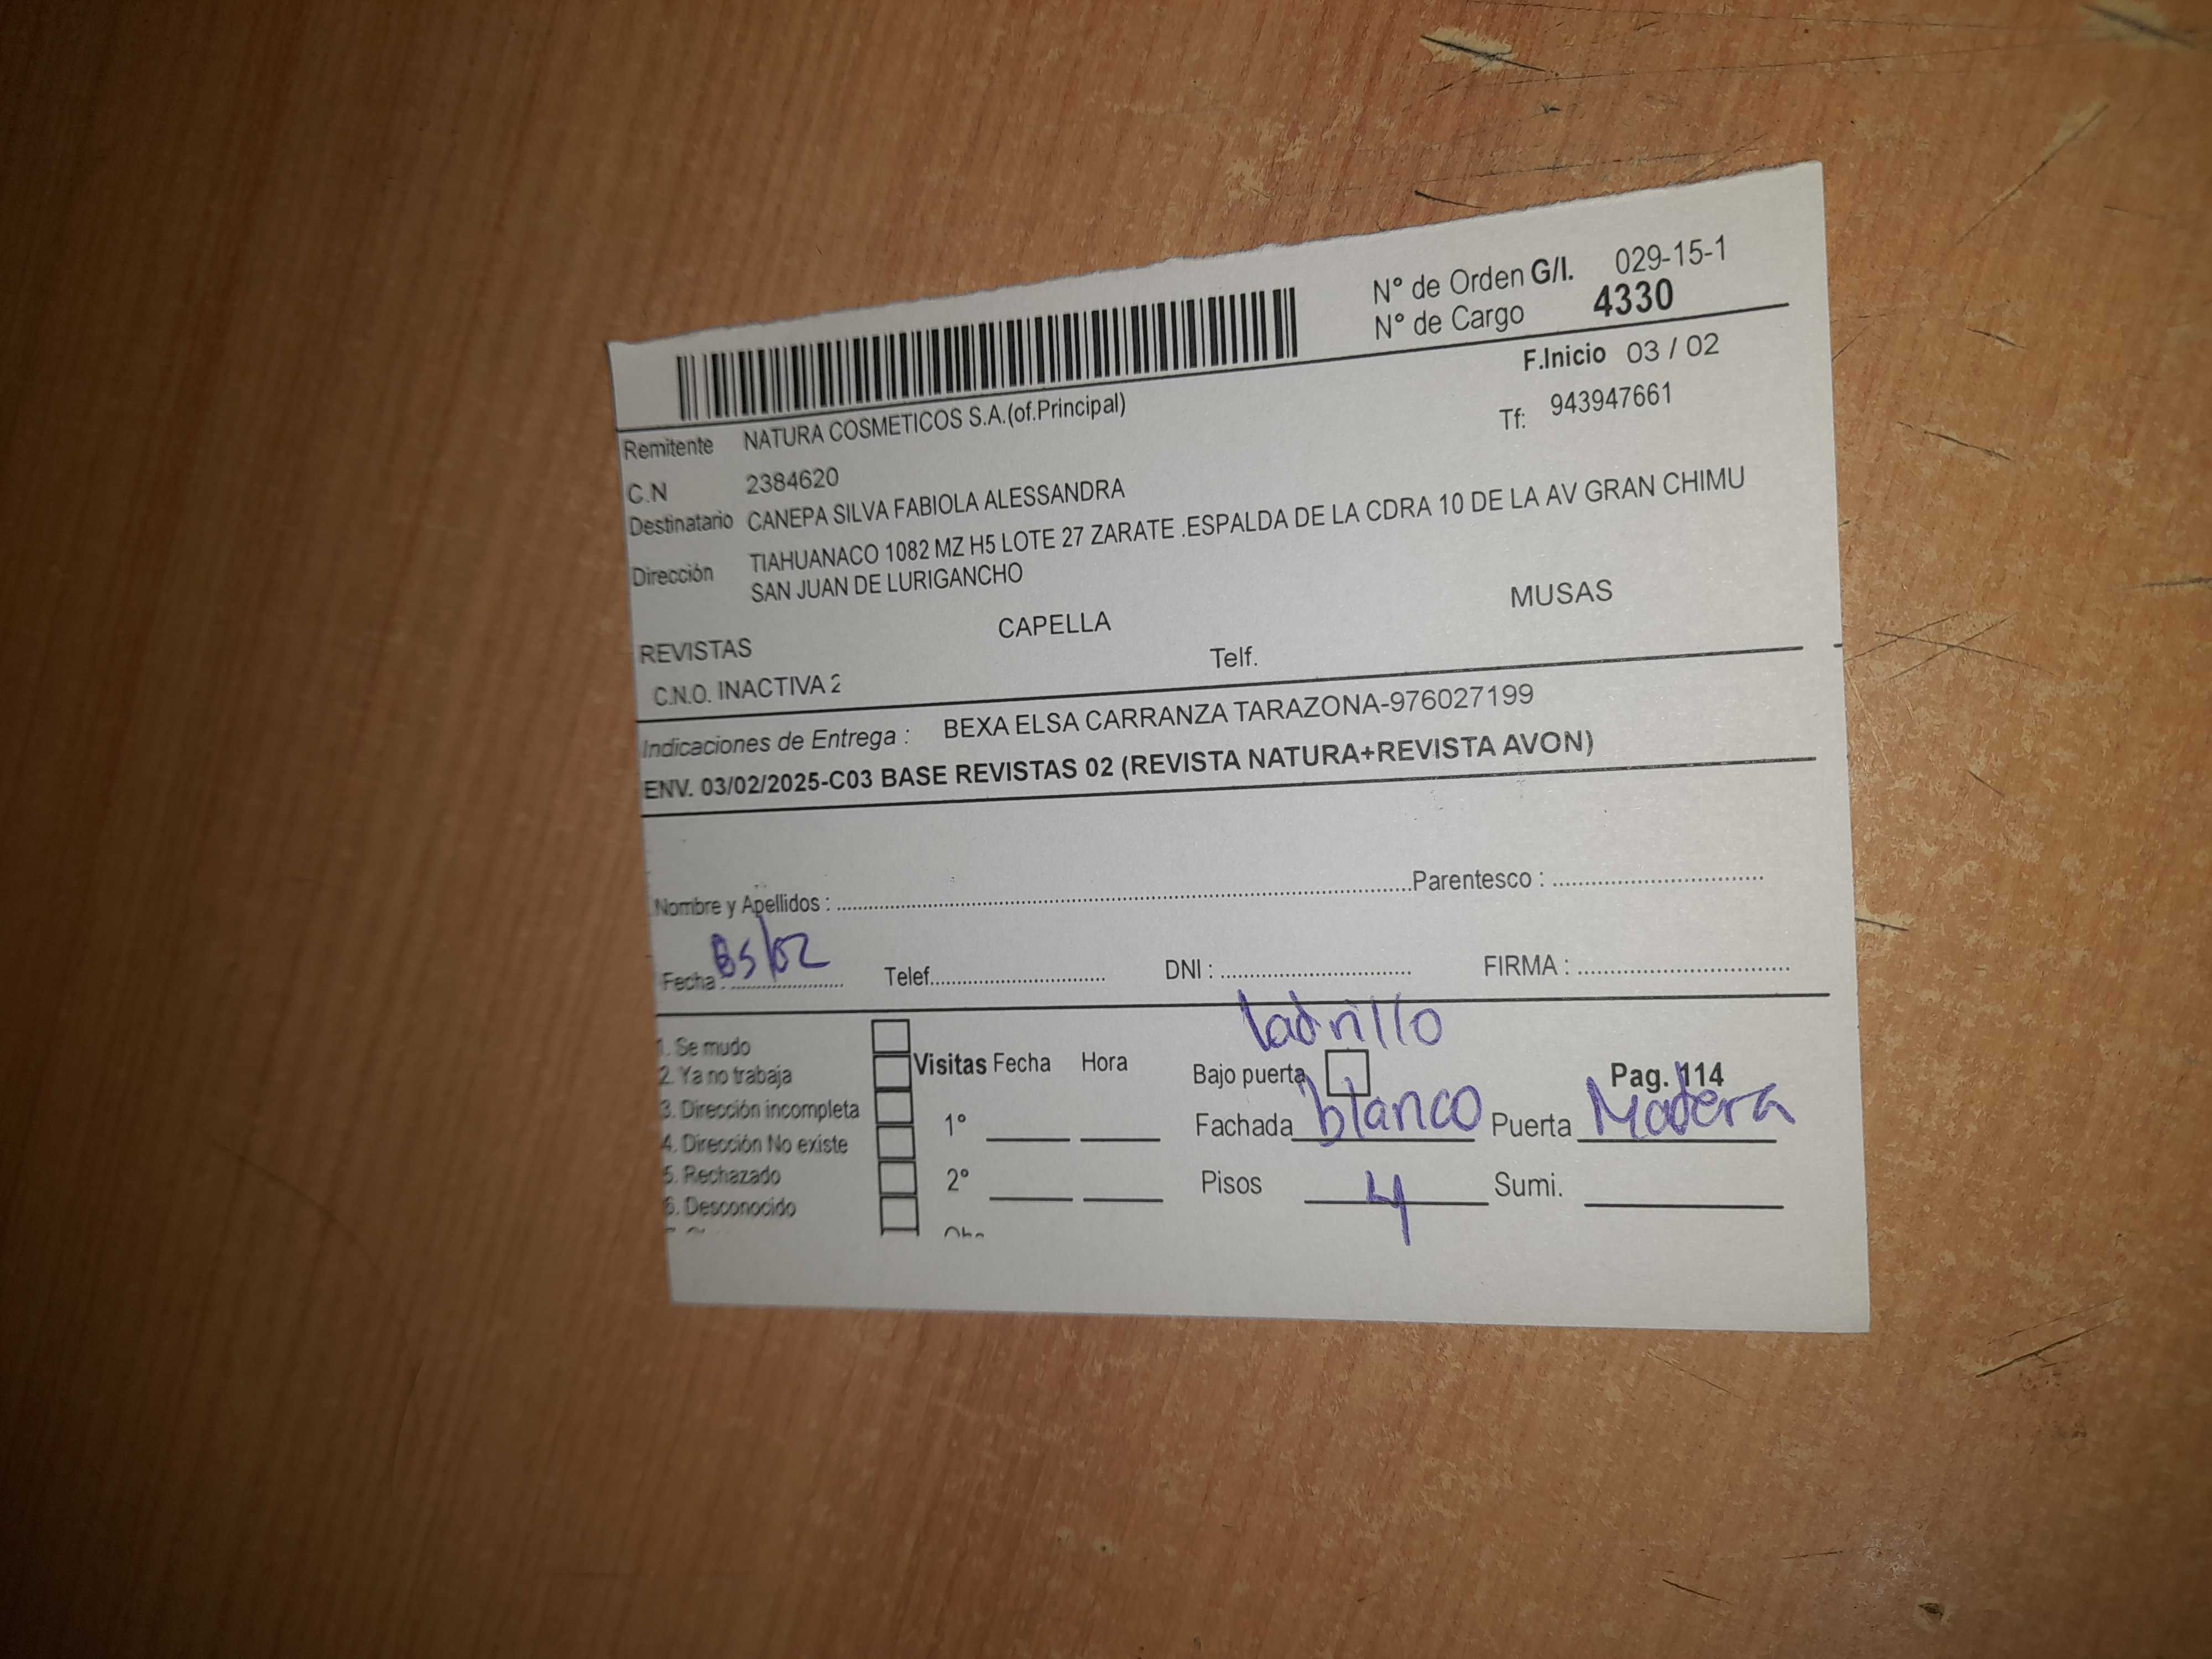 N° de Orden G/I. 029-15-1
N° de Cargo 4330
F.Inicio 03 / 02
Remitente NATURA COSMETICOS S.A.(of.Principal) Tf: 943947661
C.N 2384620
Destinatario CANEPA SILVA FABIOLA ALESSANDRA
Dirección TIAHUANACO 1082 MZ H5 LOTE 27 ZARATE .ESPALDA DE LA CDRA 10 DE LA AV GRAN CHIMU
SAN JUAN DE LURIGANCHO
REVISTAS CAPELLA MUSAS
C.N.O. INACTIVA 2 Telf.
Indicaciones de Entrega : BEXA ELSA CARRANZA TARAZONA-976027199
ENV. 03/02/2025-C03 BASE REVISTAS 02 (REVISTA NATURA+REVISTA AVON)
Nombre y Apellidos : Parentesco :
Fecha : 05/02 Telef. DNI : FIRMA :
ladrillo
1. Se mudo Visitas Fecha Hora Bajo puerta Pag. 114
2. Ya no trabaja
3. Dirección incompleta 1° Fachada blanco Puerta Madera
4. Dirección No existe
5. Rechazado 2° Pisos 4 Sumi.
6. Desconocido